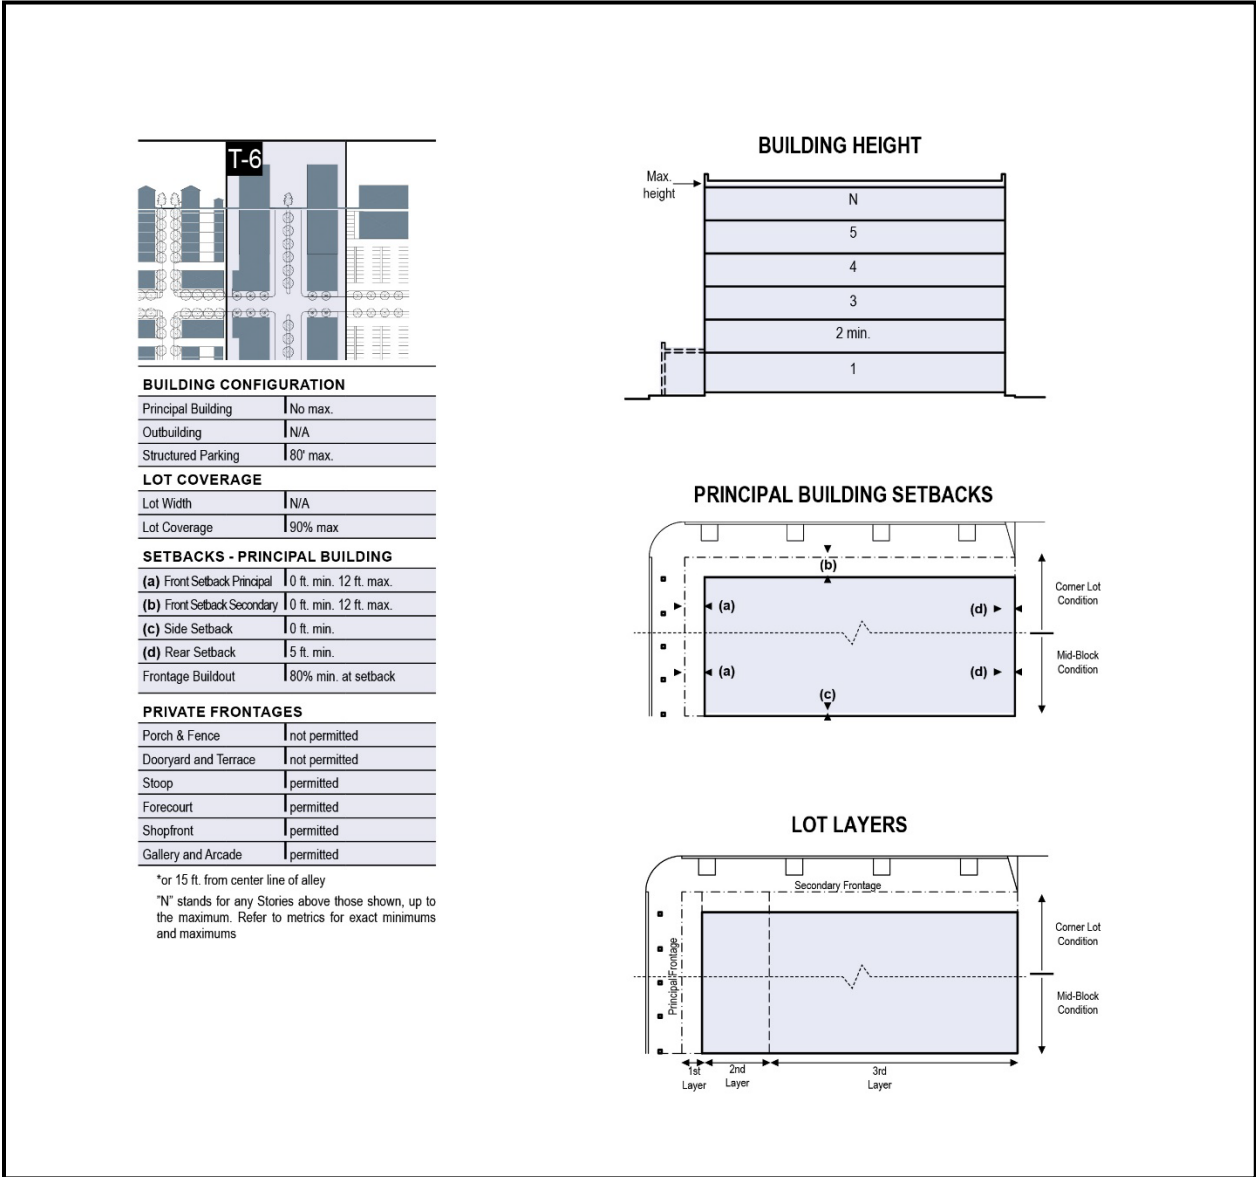 T-6
BUILDING CONFIGURATION
Principal Building No max.
Outbuilding N/A
Structured Parking 80' max.
LOT COVERAGE
Lot Width N/A
Lot Coverage 90% max
SETBACKS - PRINCIPAL BUILDING
(a) Front Setback Principal 0 ft. min. 12 ft. max.
(b) Front Setback Secondary 0 ft. min. 12 ft. max.
(c) Side Setback 0 ft. min.
(d) Rear Setback 5 ft. min.
Frontage Buildout 80% min. at setback
PRIVATE FRONTAGES
Porch & Fence not permitted
Dooryard and Terrace not permitted
Stoop permitted
Forecourt permitted
Shopfront permitted
Gallery and Arcade permitted
*or 15 ft. from center line of alley
"N" stands for any Stories above those shown, up to
the maximum. Refer to metrics for exact minimums
and maximums
BUILDING HEIGHT
Max.
height
N
5
4
3
2 min.
1
PRINCIPAL BUILDING SETBACKS
(b)
(a)
(d)
Corner Lot
Condition
(a)
(d)
Mid-Block
Condition
(c)
LOT LAYERS
Secondary Frontage
Principal Frontage
Corner Lot
Condition
Mid-Block
Condition
1st
Layer
2nd
Layer
3rd
Layer